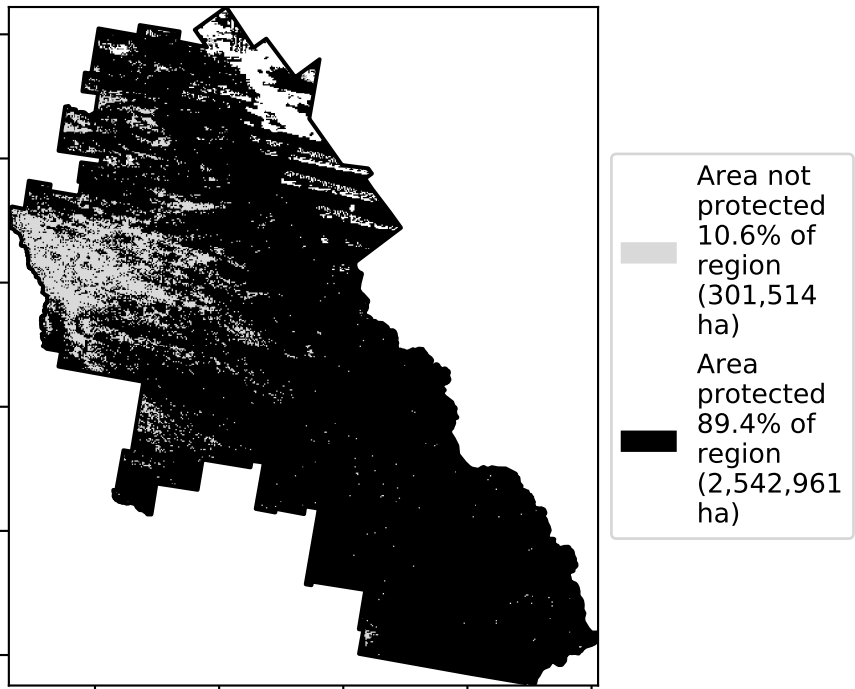 Area not
protected
10.6% of
region
(301,514
ha)
Area
protected
89.4% of
region
(2,542,961
ha)